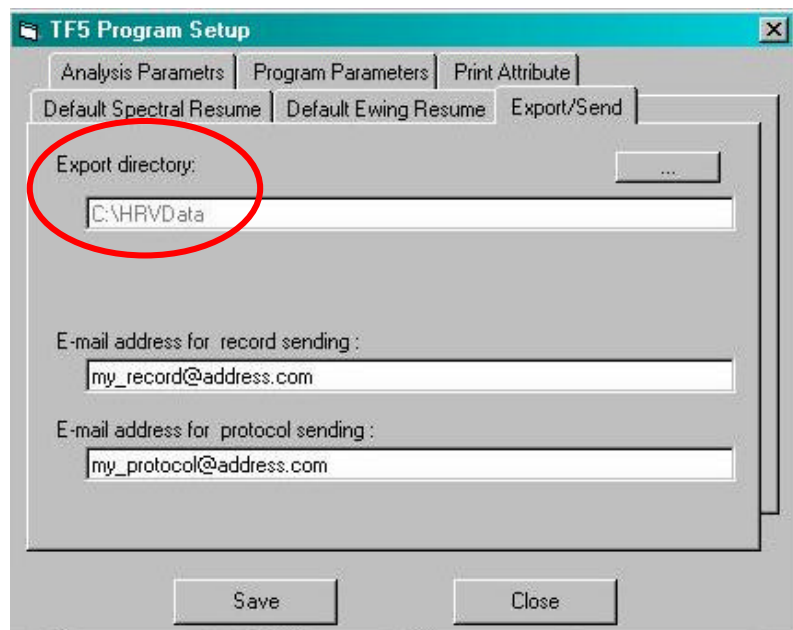 TF5 Program Setup
Analysis Parametrs Program Parameters Print Attribute
Default Spectral Resume Default Ewing Resume Export/Send
Export directory:
...
C:\HRVData
E-mail address for record sending :
my_record@address.com
E-mail address for protocol sending :
my_protocol@address.com
Save Close